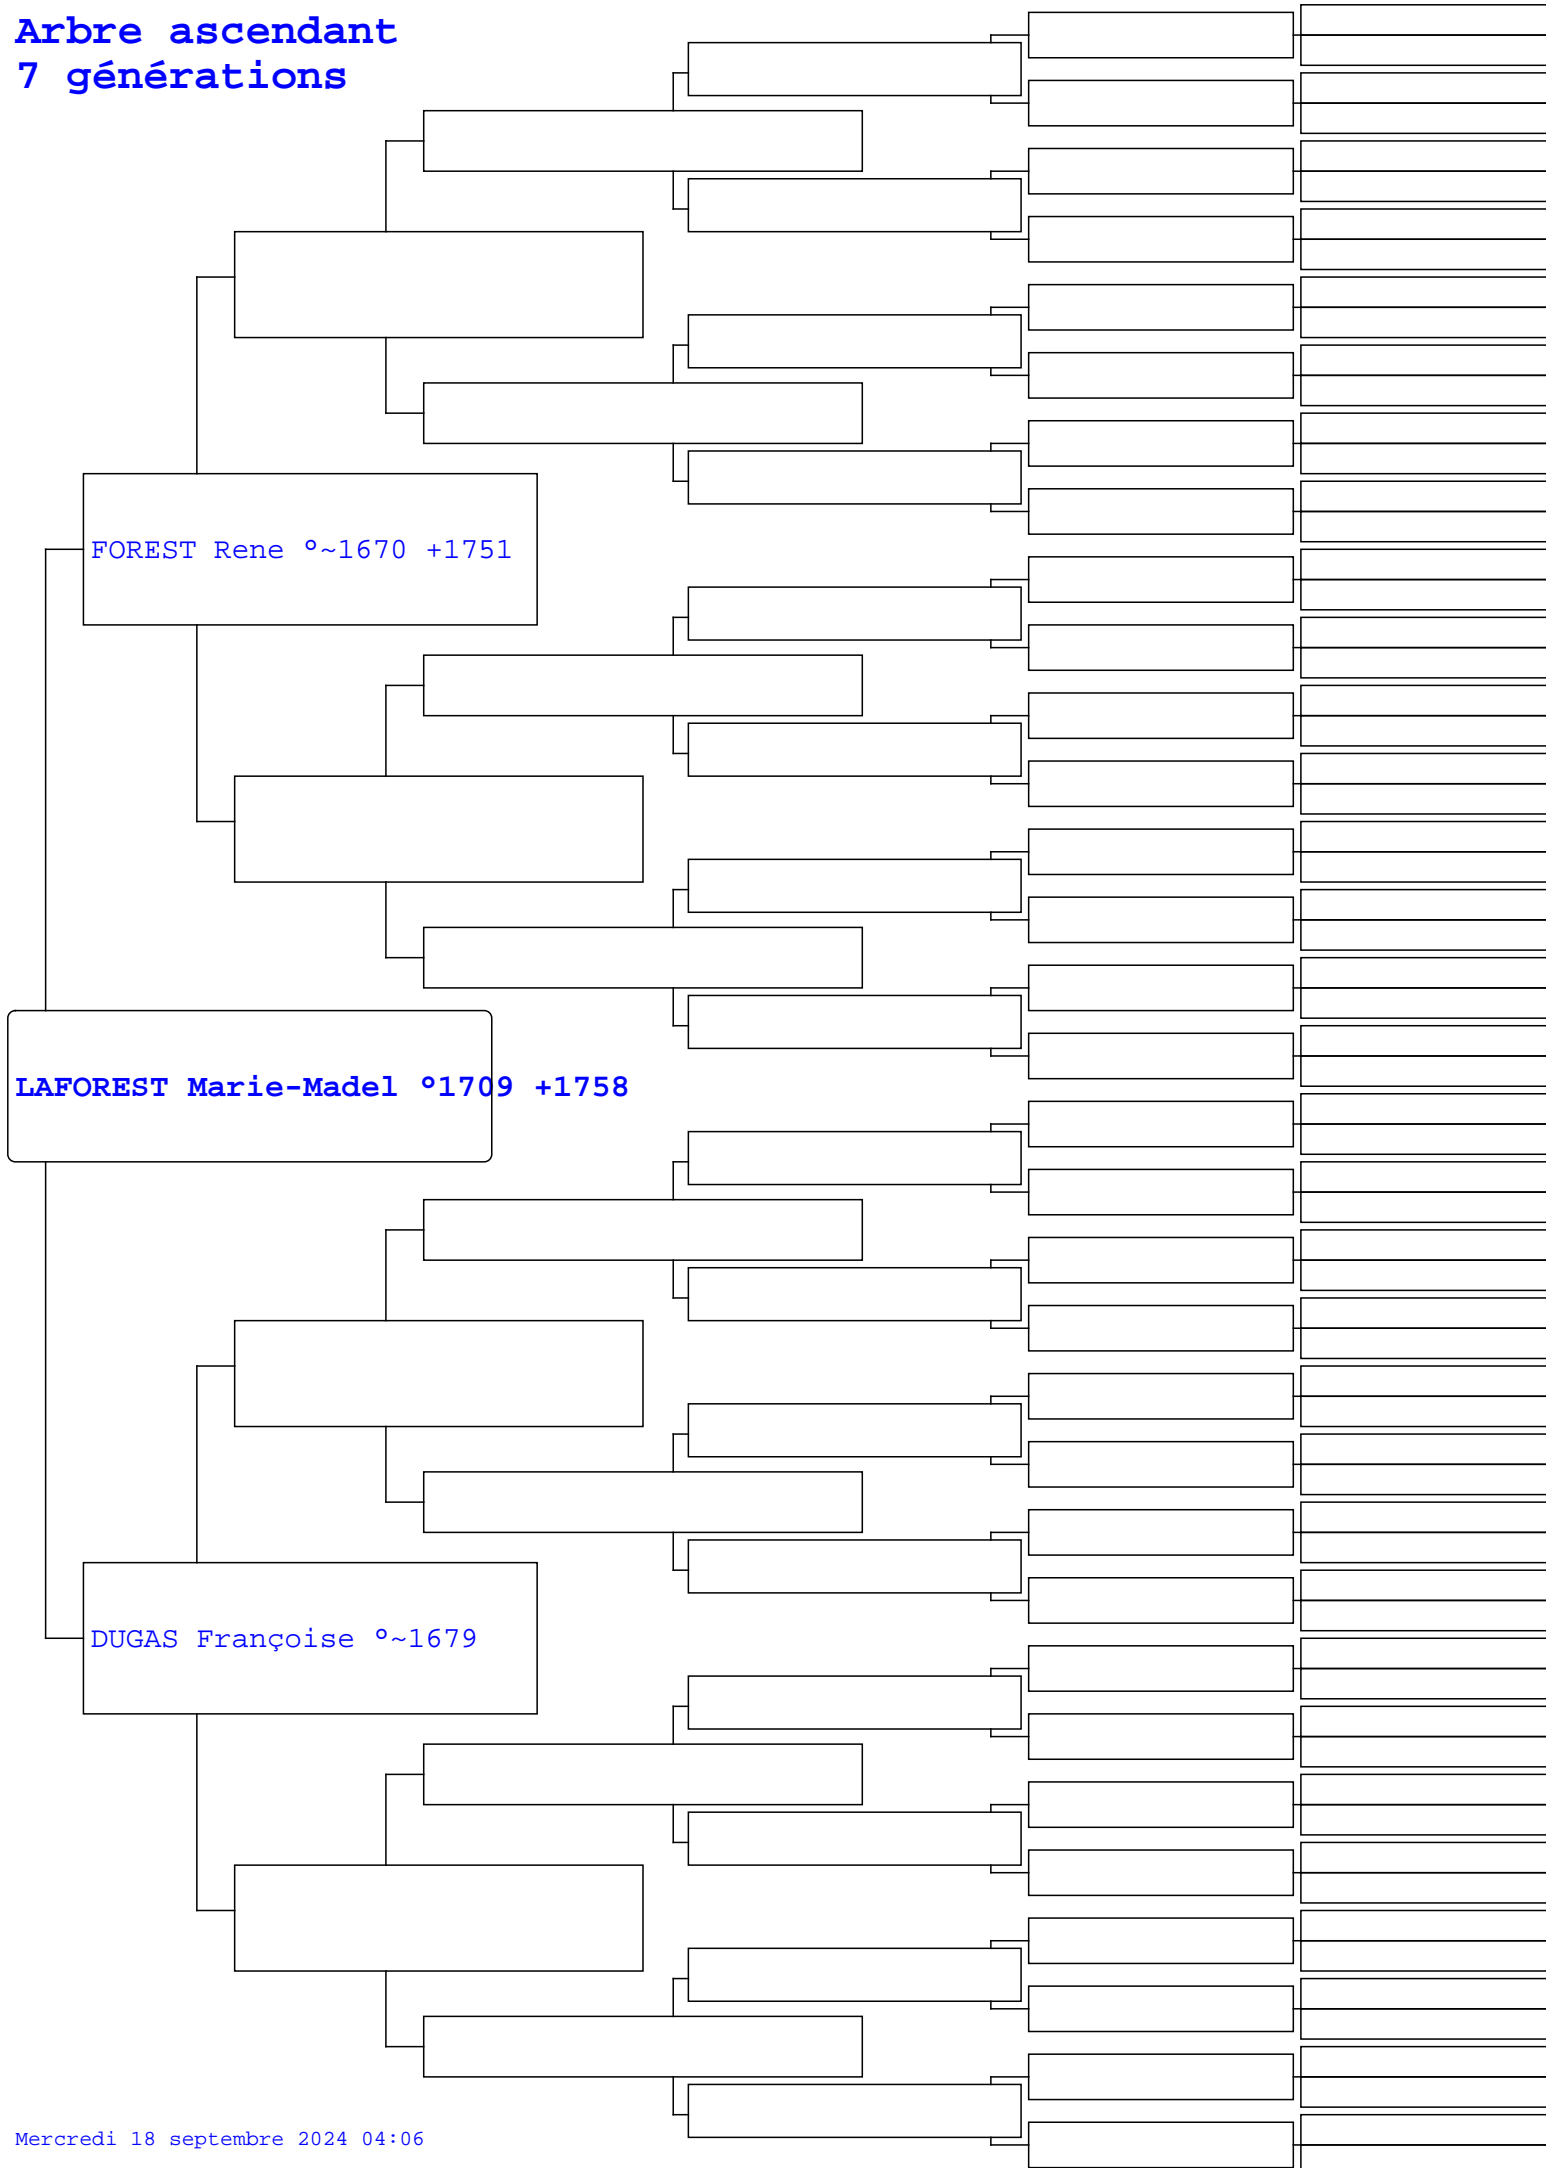 Arbre ascendant
7 générations
FOREST Rene °~1670 +1751
LAFOREST Marie-Madel °1709 +1758
DUGAS Françoise °~1679
Mercredi 18 septembre 2024 04:06